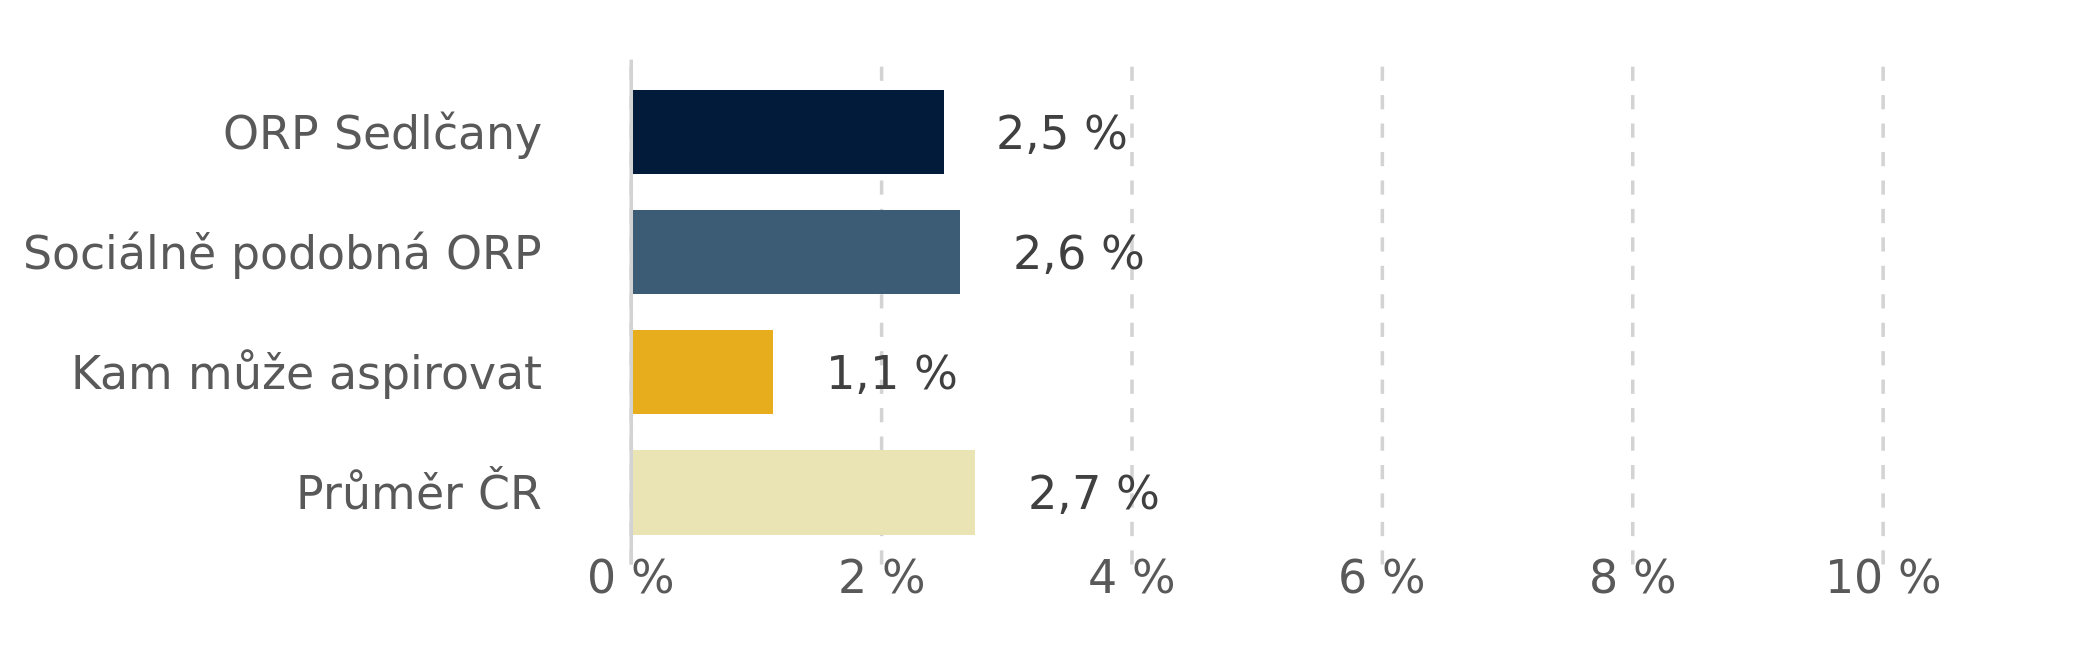 ORP Sedlčany 2,5 %
Sociálně podobná ORP 2,6 %
Kam může aspirovat 1,1 %
Průměr ČR 2,7 %
0 % 2 % 4 % 6 % 8 % 10 %